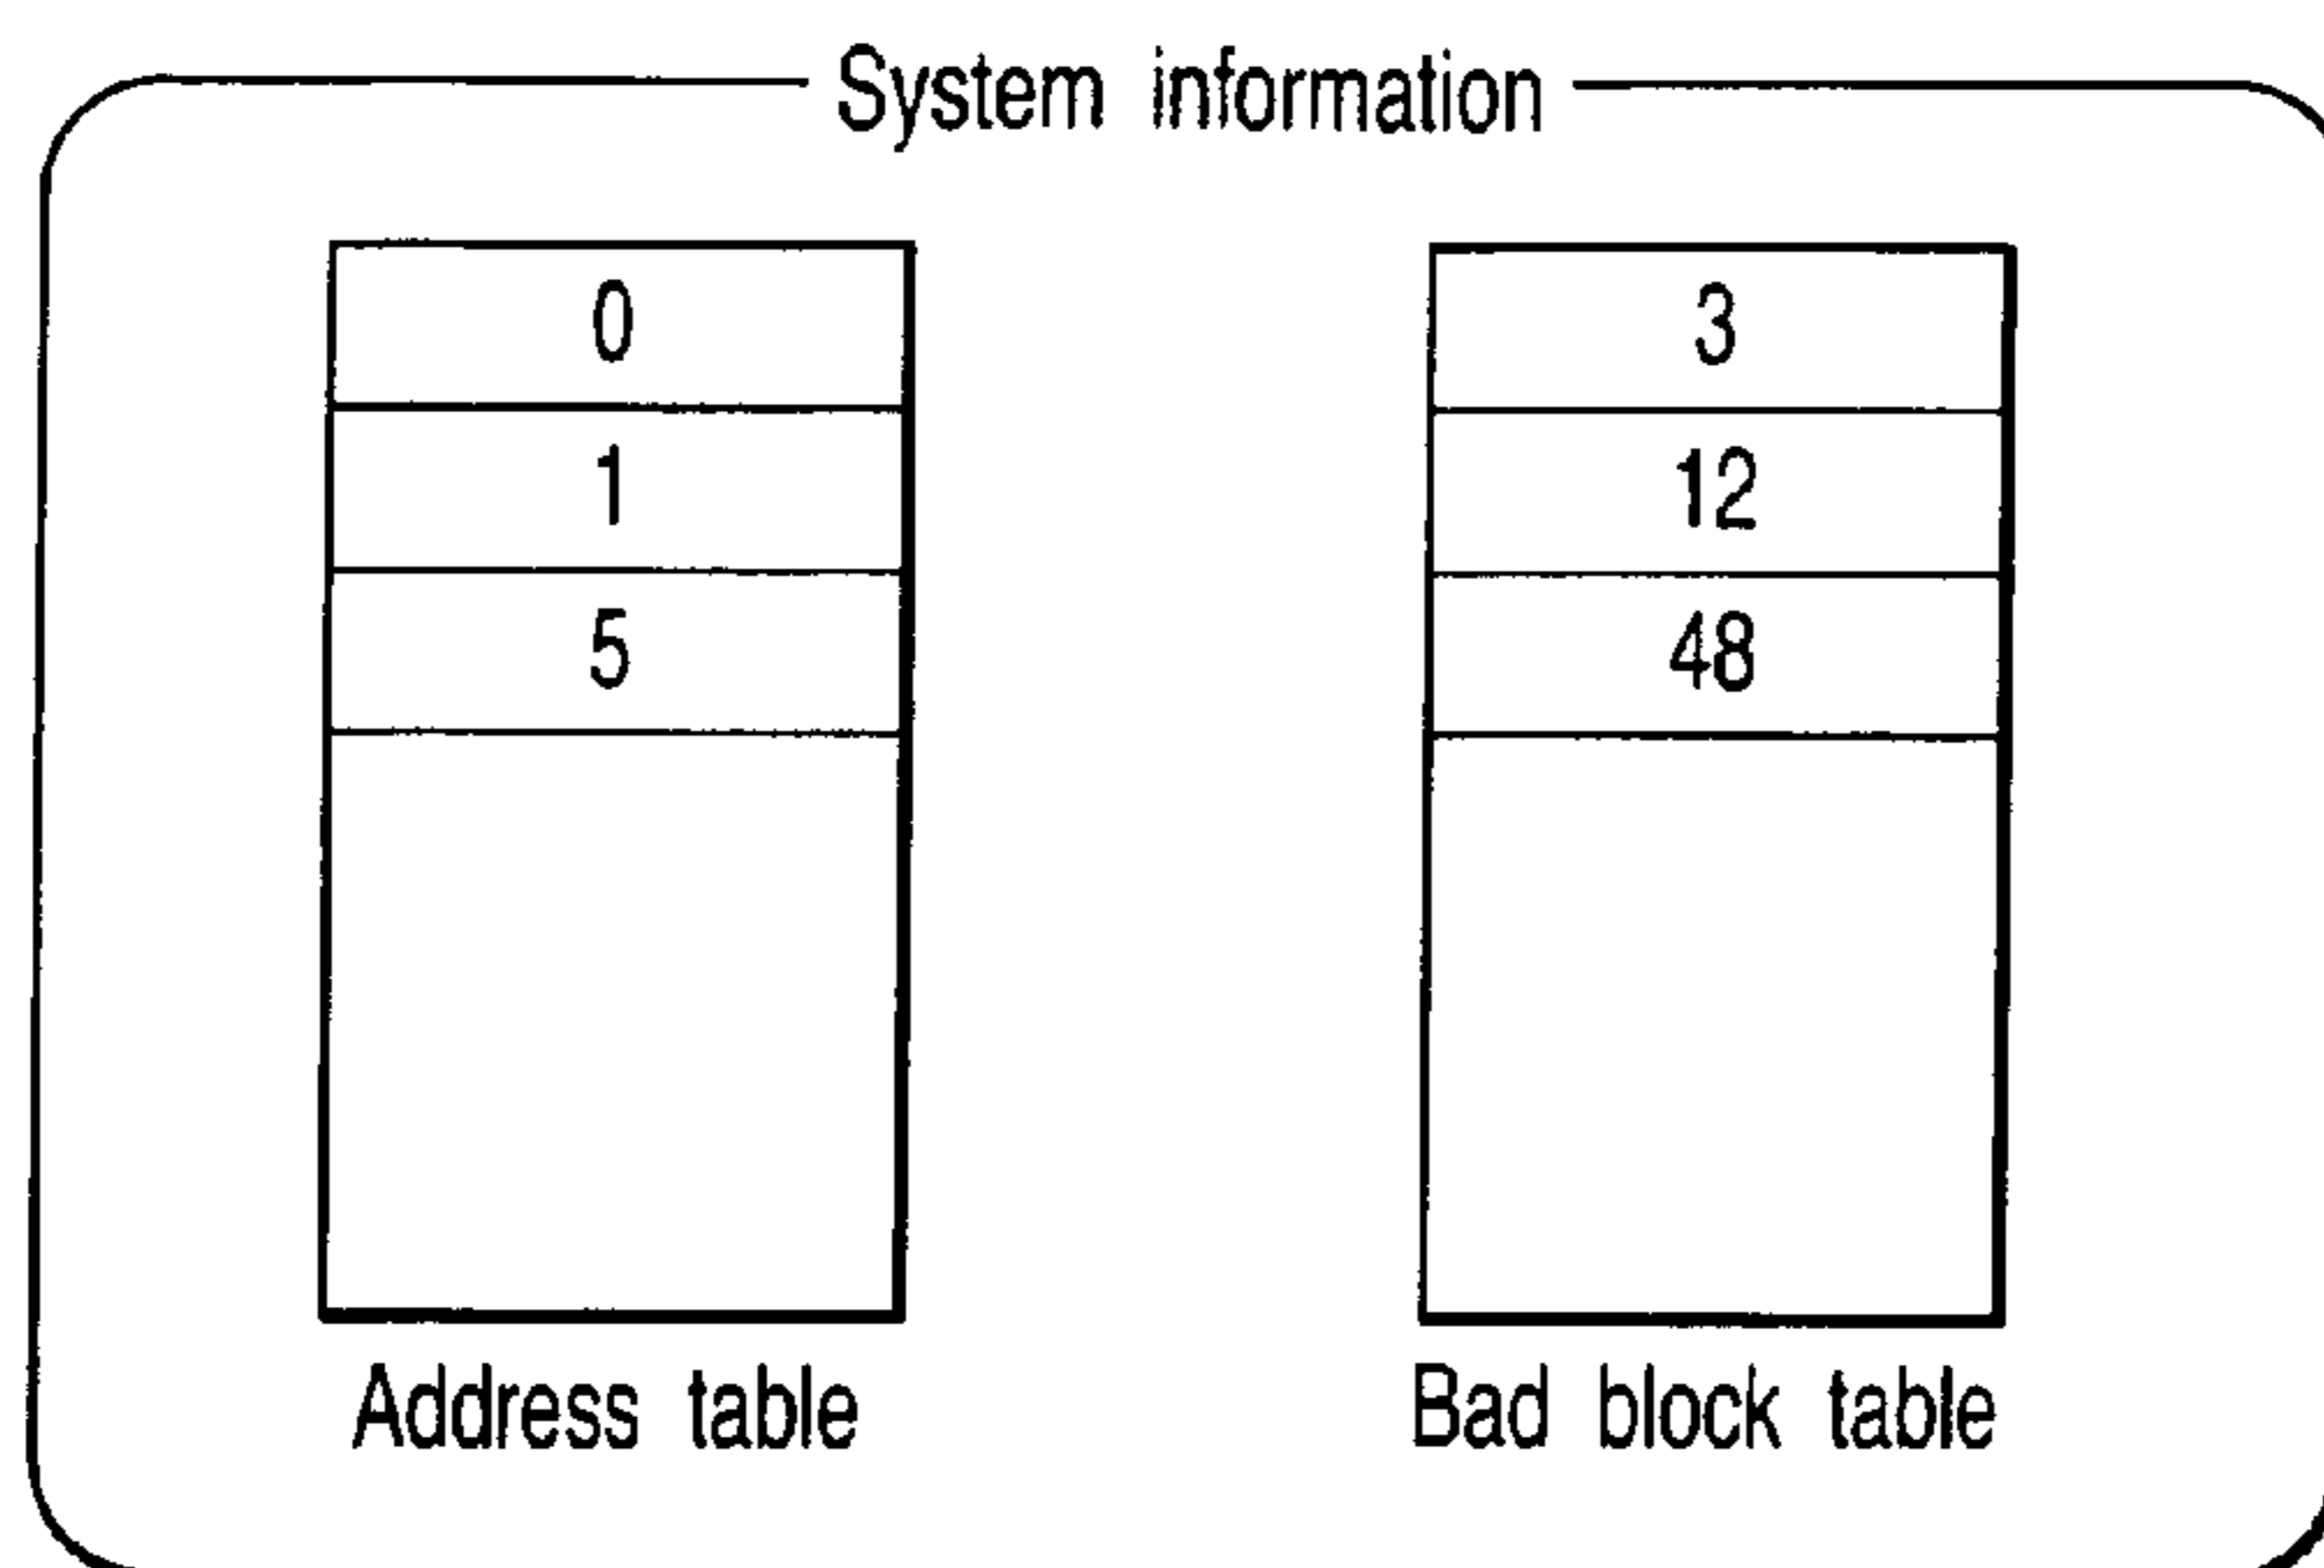 System information
0
1
5
Address table
3
12
48
Bad block table